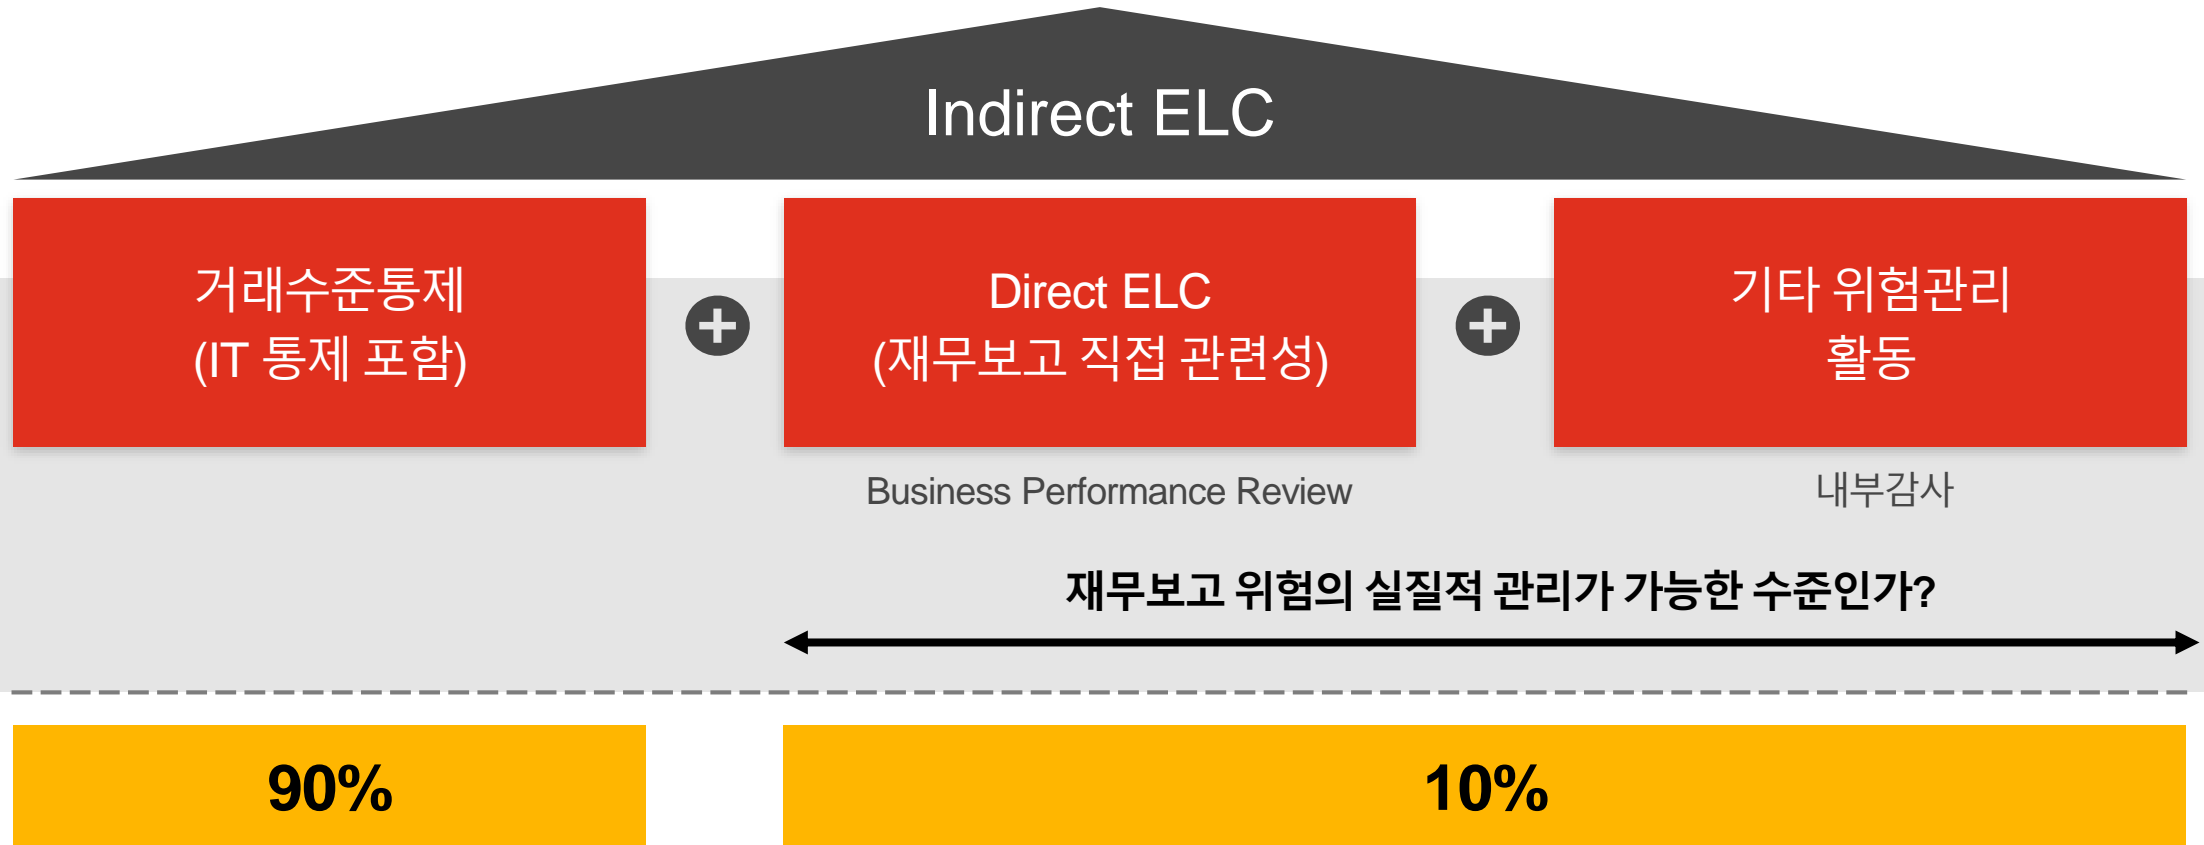 Indirect ELC
거래수준통제
(IT 통제 포함)
Direct ELC
(재무보고 직접 관련성)
기타 위험관리
활동
Business Performance Review
내부감사
재무보고 위험의 실질적 관리가 가능한 수준인가?
90%
10%